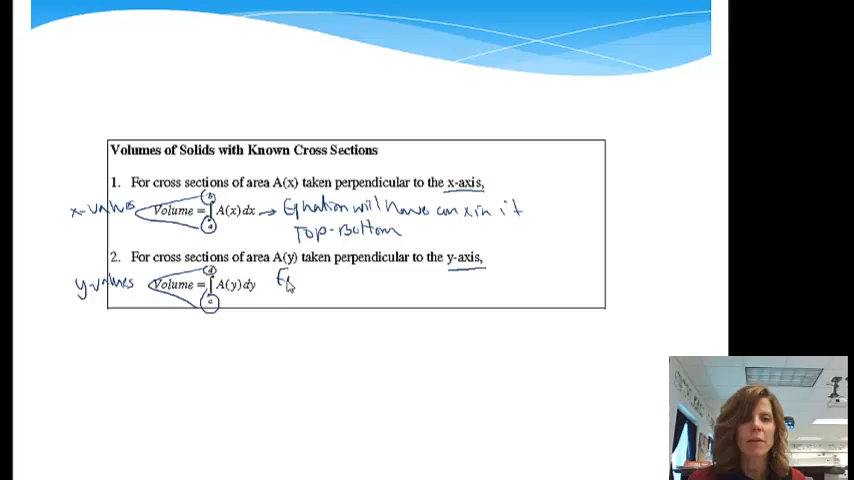 Volumes of Solids with Known Cross Sections
1. For cross sections of area A(x) taken perpendicular to the x-axis,
x-values Volume = ∫ A(x) dx → Equation will have an x in it
Top-Bottom
2. For cross sections of area A(y) taken perpendicular to the y-axis,
y-values Volume = ∫ A(y) dy